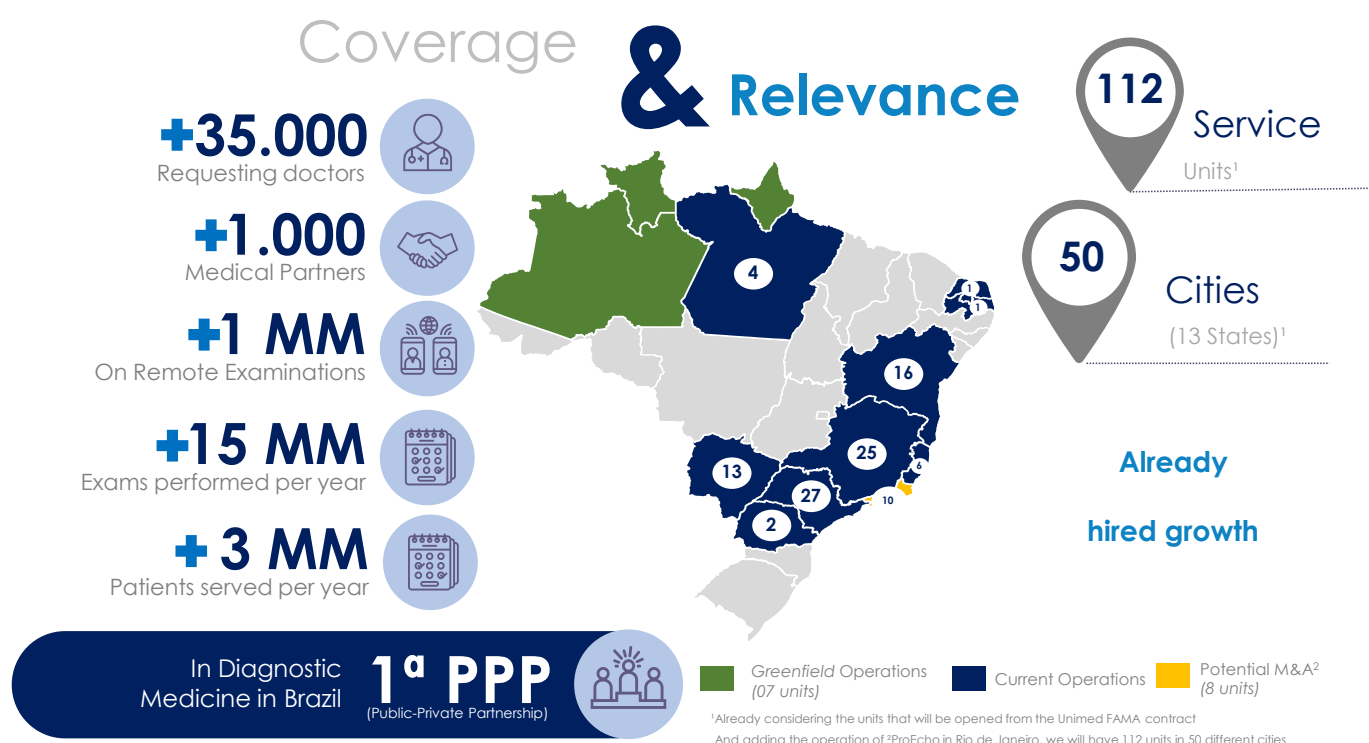 Coverage
&
Relevance
+35.000
Requesting doctors
+1.000
Medical Partners
+1 MM
On Remote Examinations
+15 MM
Exams performed per year
+ 3 MM
Patients served per year
In Diagnostic
Medicine in Brazil
1ª PPP
(Public-Private Partnership)
4
1
1
16
25
6
13
27
10
2
112
Service
Units¹
50
Cities
(13 States)¹
Already
hired growth
Greenfield Operations
(07 units)
Current Operations
Potential M&A²
(8 units)
¹Already considering the units that will be opened from the Unimed FAMA contract
And adding the operation of ²ProEcho in Rio de Janeiro, we will have 112 units in 50 different cities